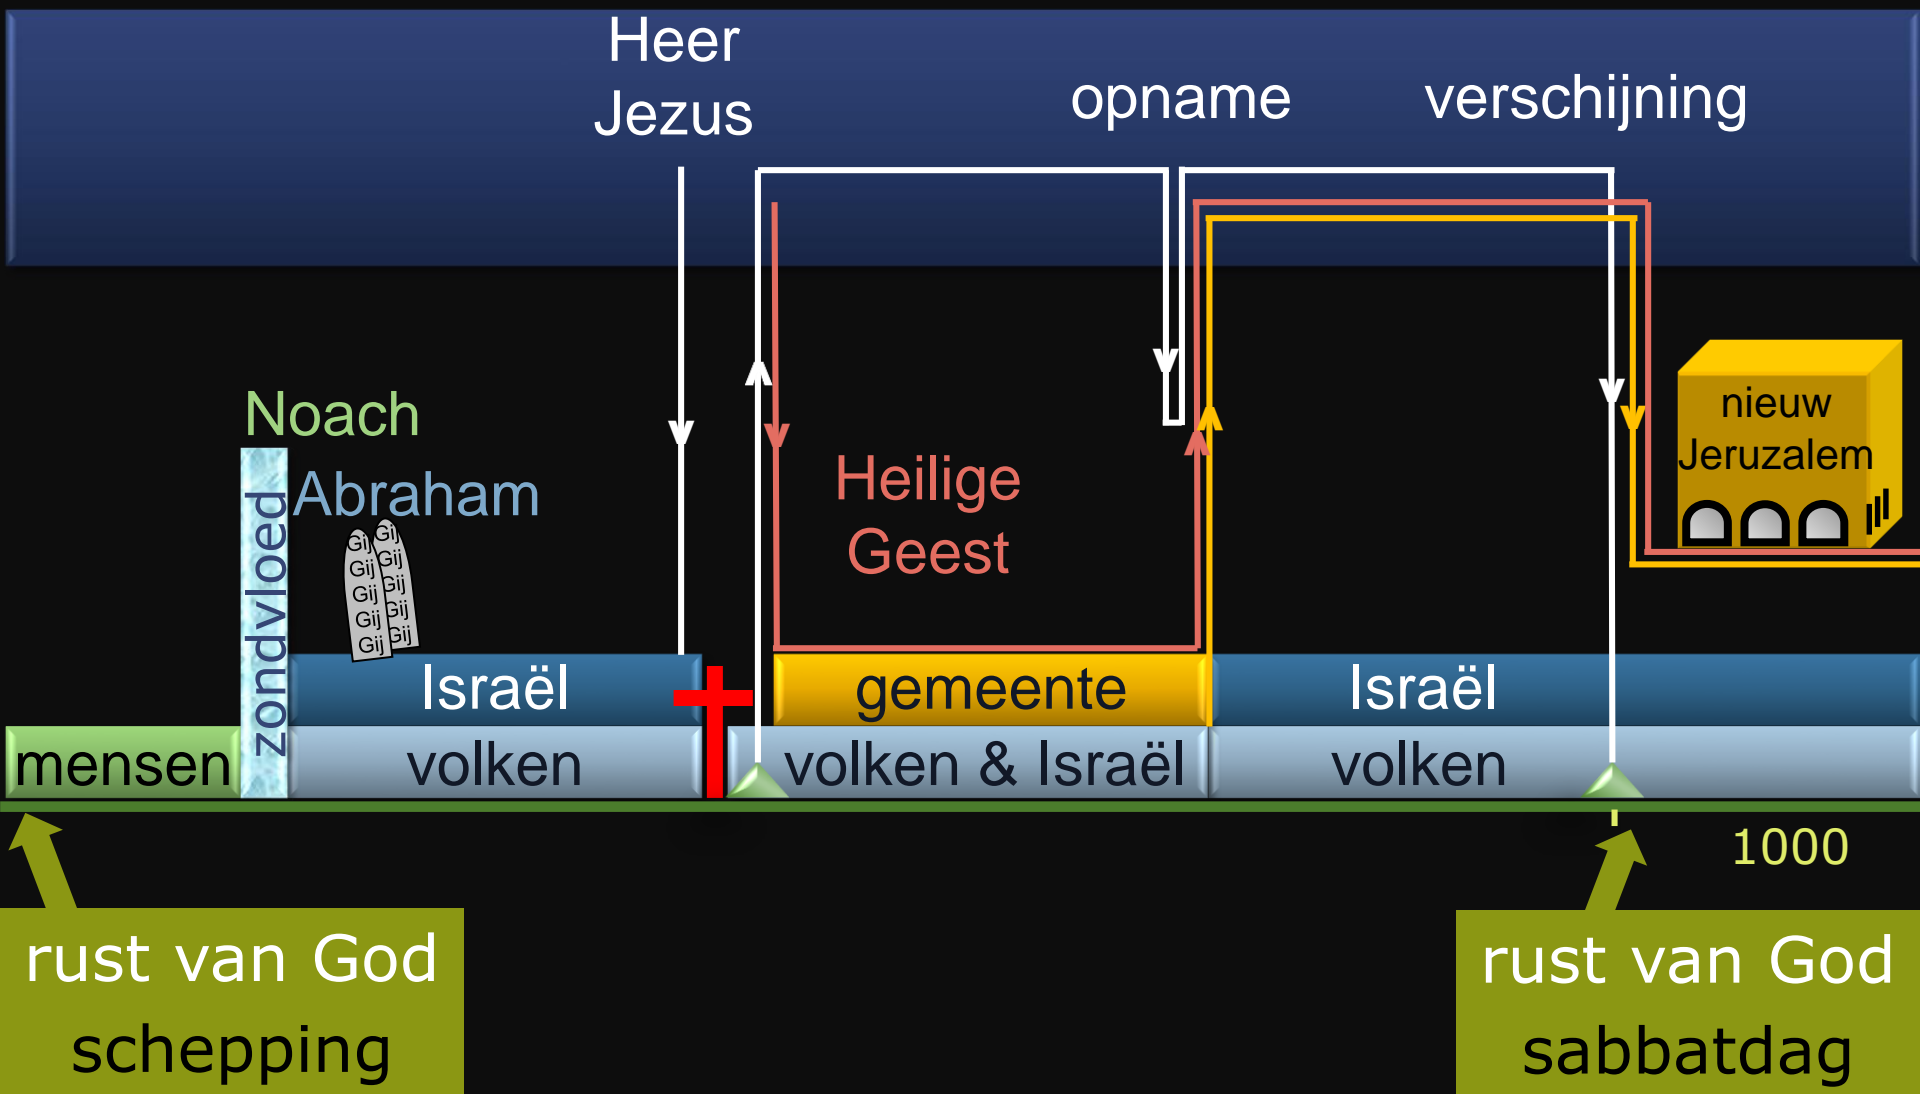 Heer
Jezus
opname
verschijning
Noach
Abraham
zondvloed
Gij
Gij
Gij
Gij
Gij
Gij
Gij
Gij
Gij
Gij
Heilige
Geest
nieuw
Jeruzalem
Israël
gemeente
Israël
mensen
volken
volken & Israël
volken
1000
rust van God
schepping
rust van God
sabbatdag